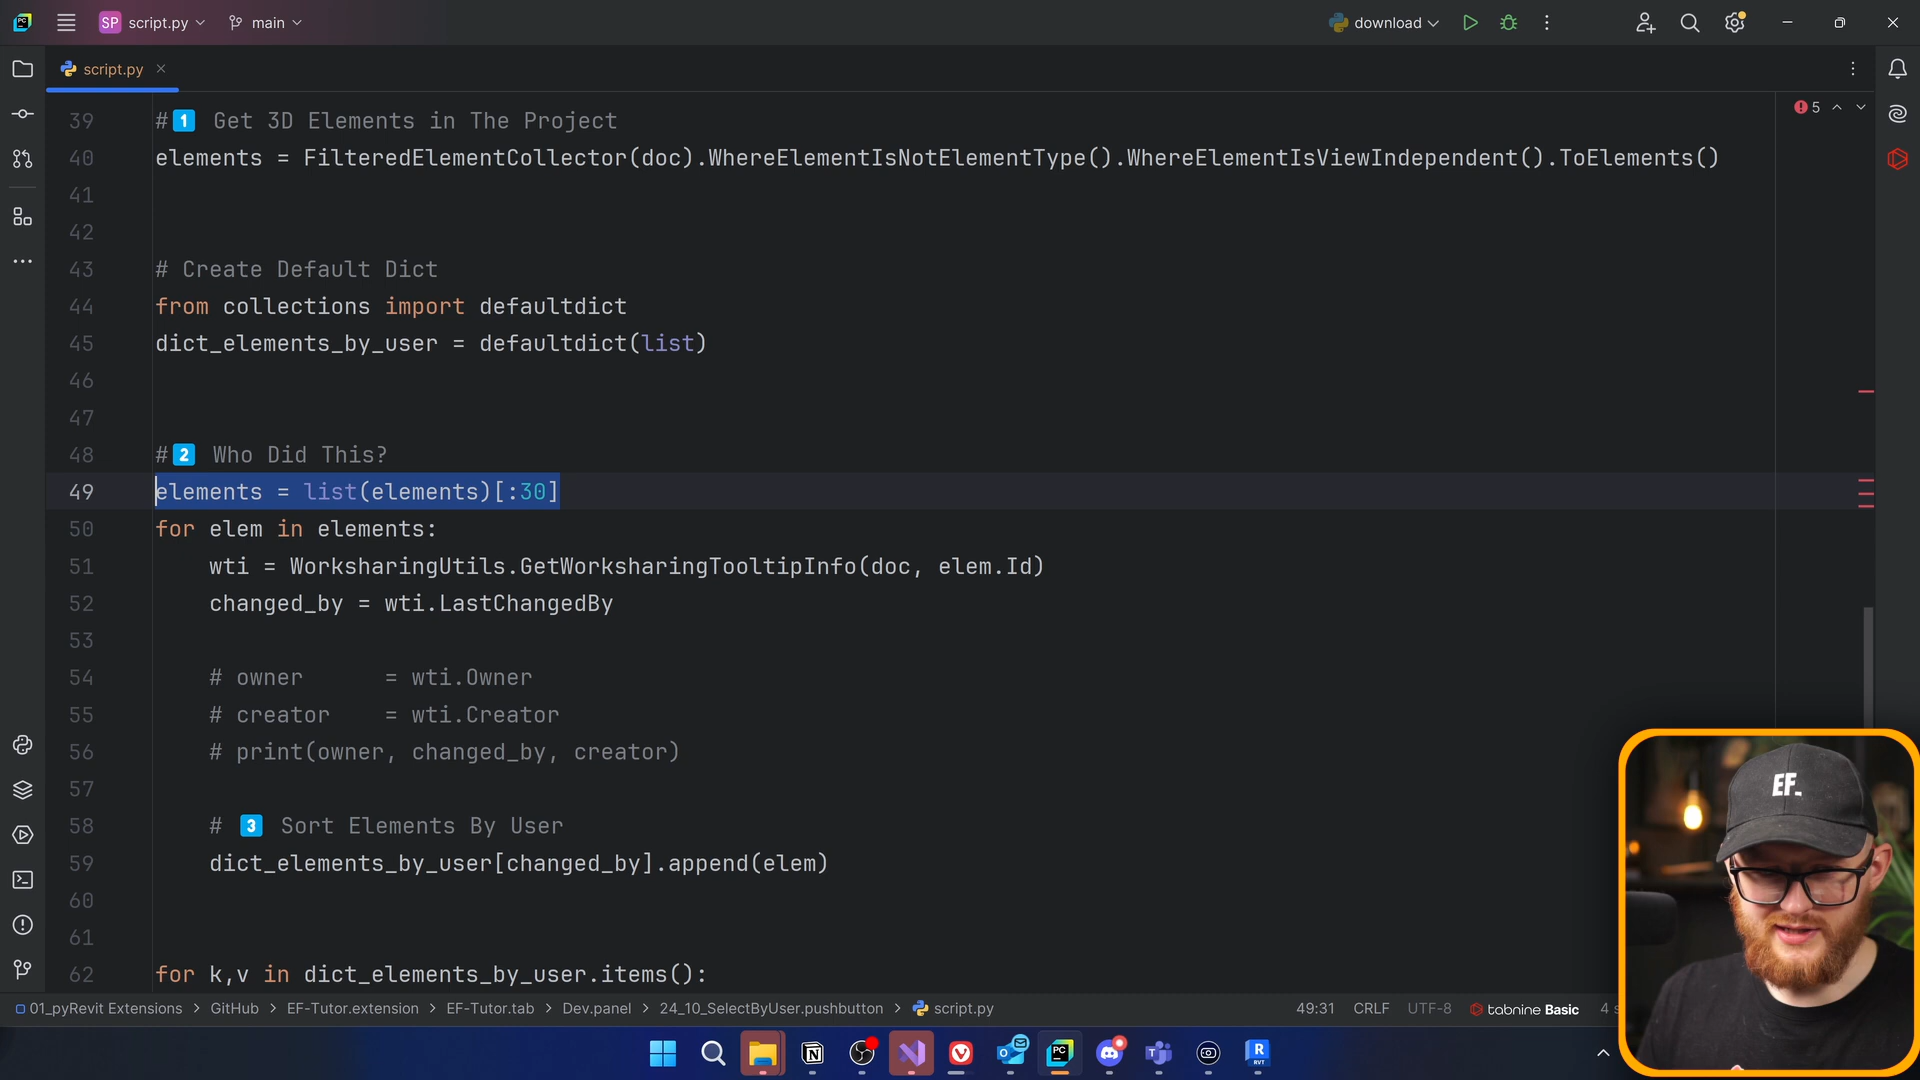 SP script.py main download
script.py
5
39 #1 Get 3D Elements in The Project
40 elements = FilteredElementCollector(doc).WhereElementIsNotElementType().WhereElementIsViewIndependent().ToElements()
41
42
43 # Create Default Dict
44 from collections import defaultdict
45 dict_elements_by_user = defaultdict(list)
46
47
48 #2 Who Did This?
49 elements = list(elements)[:30]
50 for elem in elements:
51 wti = WorksharingUtils.GetWorksharingTooltipInfo(doc, elem.Id)
52 changed_by = wti.LastChangedBy
53
54 # owner = wti.Owner
55 # creator = wti.Creator
56 # print(owner, changed_by, creator)
57
58 # 3 Sort Elements By User
59 dict_elements_by_user[changed_by].append(elem)
60
61
62 for k,v in dict_elements_by_user.items():
EF.
01_pyRevit Extensions > GitHub > EF-Tutor.extension > EF-Tutor.tab > Dev.panel > 24_10_SelectByUser.pushbutton > script.py 49:31 CRLF UTF-8 tabnine Basic 4 s